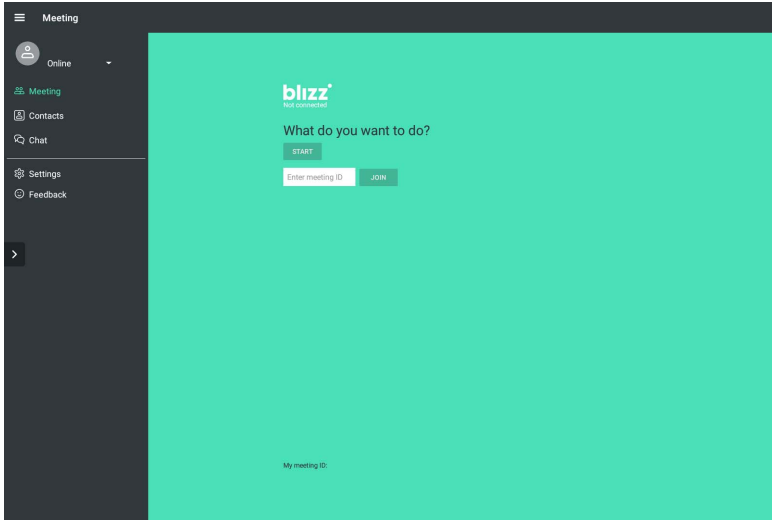 Meeting
Online
Meeting
Contacts
Chat
Settings
Feedback
blizz
Not connected
What do you want to do?
START
Enter meeting ID
JOIN
My meeting ID: